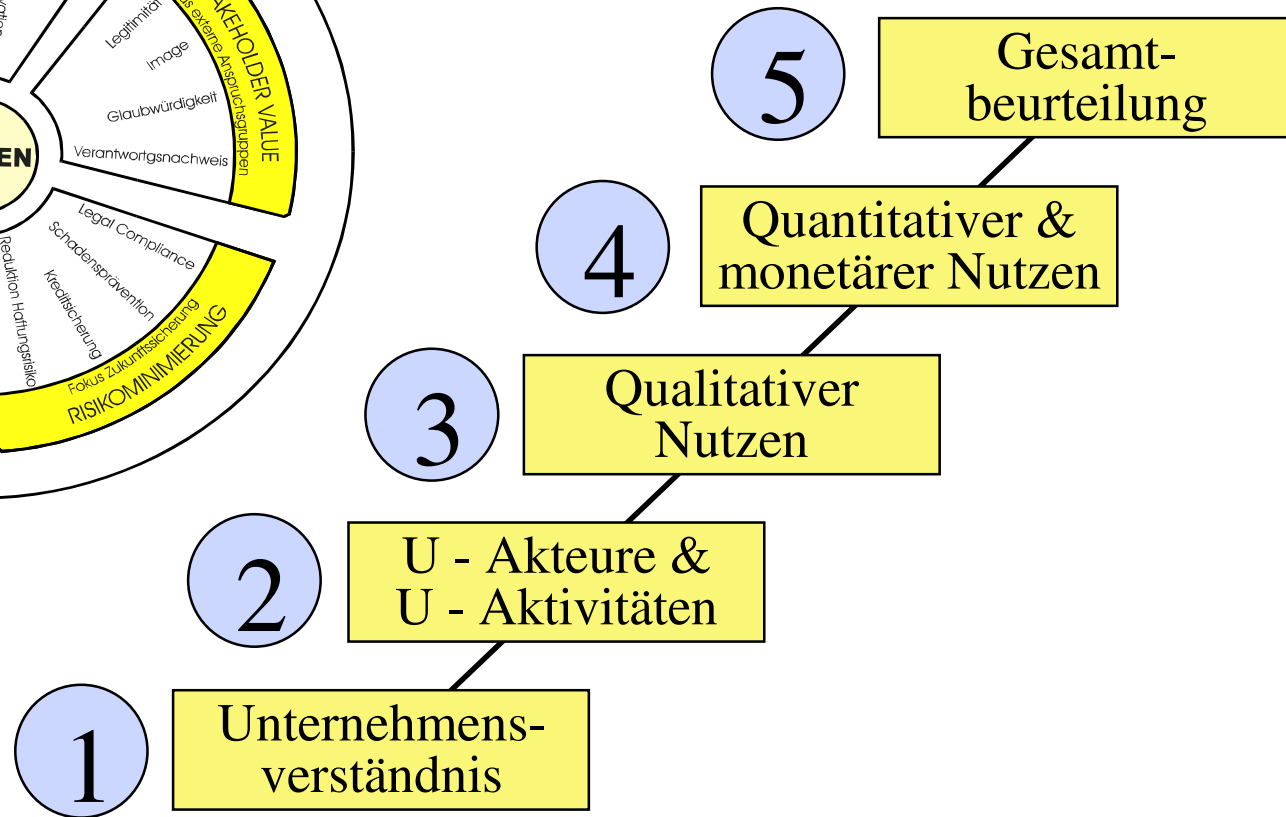 Legitimität
Image
Glaubwürdigkeit
Verantwortgsnachweis
externe Anspruchsgruppen
AKEHOLDER VALUE
EN
Legal Compliance
Schadensprävention
Kreditsicherung
Reduktion Haftungsrisiko
Fokus Zukunftssicherung
RISIKOMINIMIERUNG
5
Gesamt-
beurteilung
4
Quantitativer &
monetärer Nutzen
3
Qualitativer
Nutzen
2
U - Akteure &
U - Aktivitäten
1
Unternehmens-
verständnis